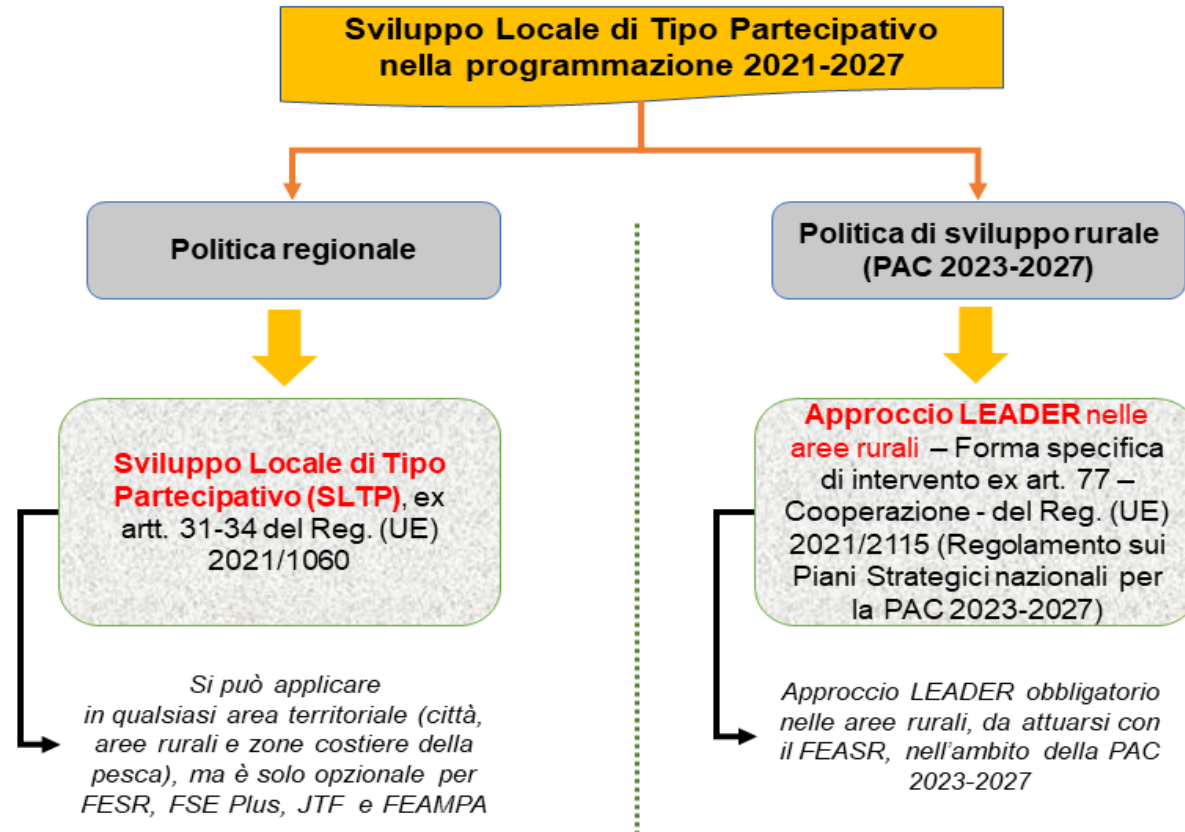 Sviluppo Locale di Tipo Partecipativo
nella programmazione 2021-2027
Politica regionale
Sviluppo Locale di Tipo
Partecipativo (SLTP), ex
artt. 31-34 del Reg. (UE)
2021/1060
Si può applicare
in qualsiasi area territoriale (città,
aree rurali e zone costiere della
pesca), ma è solo opzionale per
FESR, FSE Plus, JTF e FEAMPA
Politica di sviluppo rurale
(PAC 2023-2027)
Approccio LEADER nelle
aree rurali – Forma specifica
di intervento ex art. 77 –
Cooperazione - del Reg. (UE)
2021/2115 (Regolamento sui
Piani Strategici nazionali per
la PAC 2023-2027)
Approccio LEADER obbligatorio
nelle aree rurali, da attuarsi con
il FEASR, nell'ambito della PAC
2023-2027